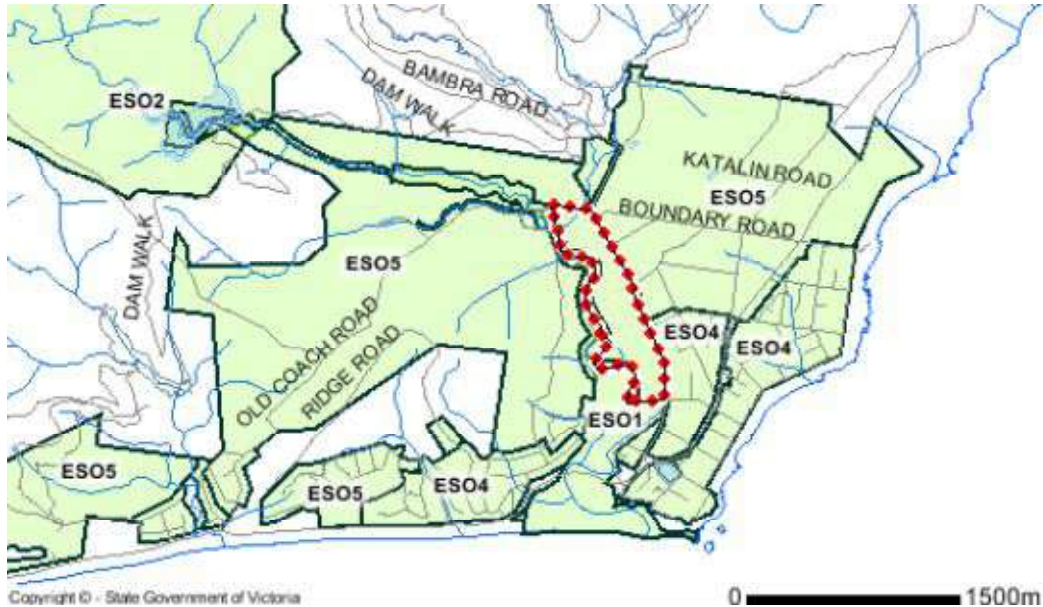 BAMBRA ROAD
DAM WALK
ESO2
KATALIN ROAD
ESO5
BOUNDARY ROAD
ESO5
DAM WALK
OLD COACH ROAD
RIDGE ROAD
ESO4
ESO4
ESO1
ESO5
ESO5
ESO4
Copyright © - State Government of Victoria
0 1500m